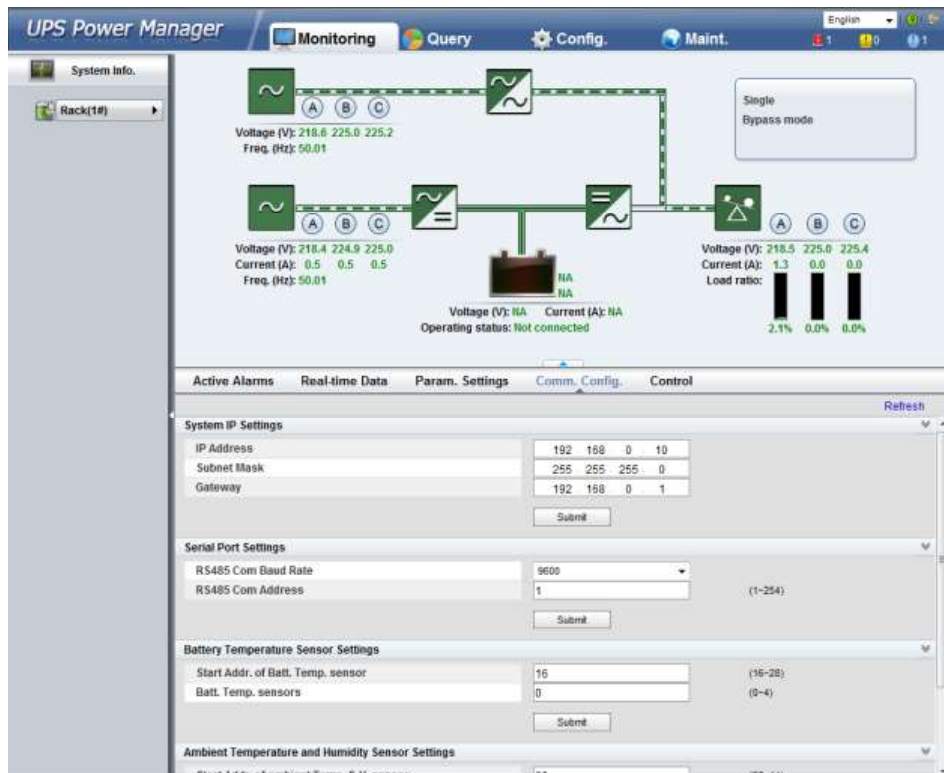 UPS Power Manager
Monitoring
Query
Config.
Maint.
English
1
0
1
System Info.
Rack(1#)
A B C
Voltage (V): 218.6 225.0 225.2
Freq. (Hz): 50.01
Single
Bypass mode
A B C
Voltage (V): 218.4 224.9 225.0
Current (A): 0.5 0.5 0.5
Freq. (Hz): 50.01
NA
NA
Voltage (V): NA Current (A): NA
Operating status: Not connected
A B C
Voltage (V): 218.5 225.0 225.4
Current (A): 1.3 0.0 0.0
Load ratio:
2.1% 0.0% 0.0%
Active Alarms Real-time Data Param. Settings Comm. Config. Control
Refresh
System IP Settings
IP Address 192 . 168 . 0 . 10
Subnet Mask 255 . 255 . 255 . 0
Gateway 192 . 168 . 0 . 1
Submit
Serial Port Settings
RS485 Com Baud Rate 9600
RS485 Com Address 1 (1~254)
Submit
Battery Temperature Sensor Settings
Start Addr. of Batt. Temp. sensor 16 (16~28)
Batt. Temp. sensors 0 (0~4)
Submit
Ambient Temperature and Humidity Sensor Settings